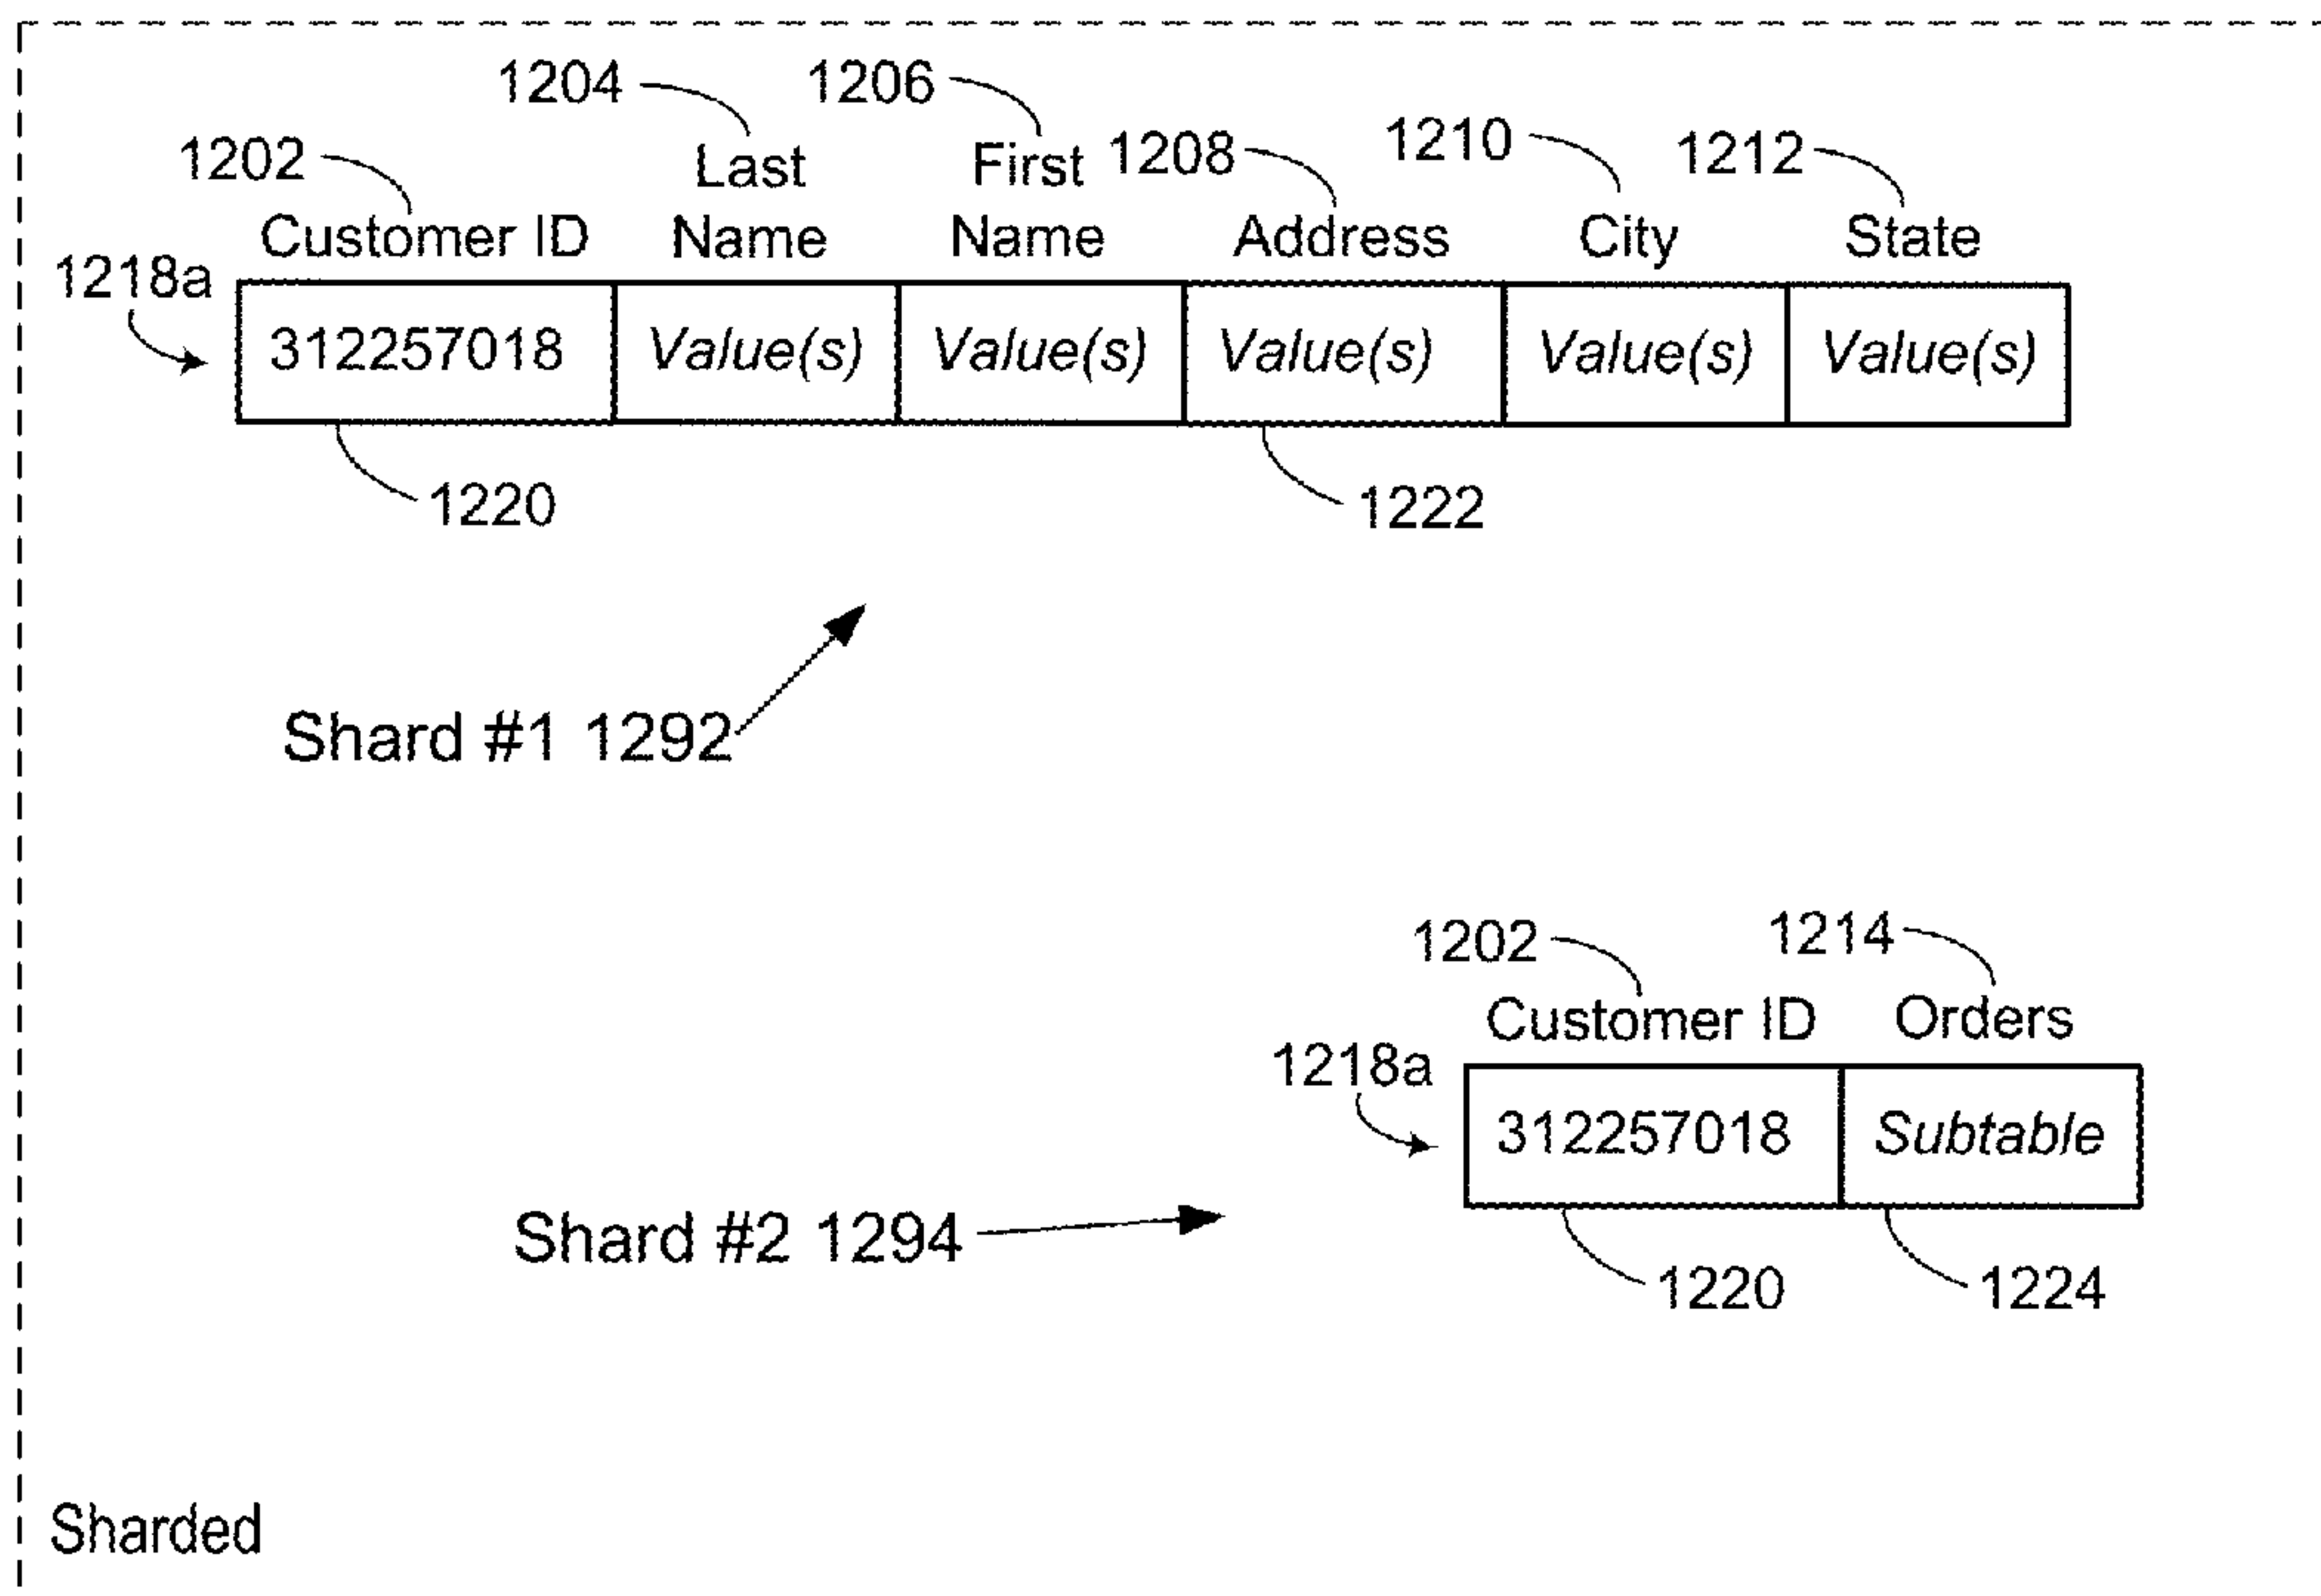 1204 1206
1202 Last First 1208 1210 1212
Customer ID Name Name Address City State
1218a
312257018 Value(s) Value(s) Value(s) Value(s) Value(s)
1220 1222
Shard #1 1292
1202 1214
Customer ID Orders
1218a
312257018 Subtable
Shard #2 1294
1220 1224
Sharded